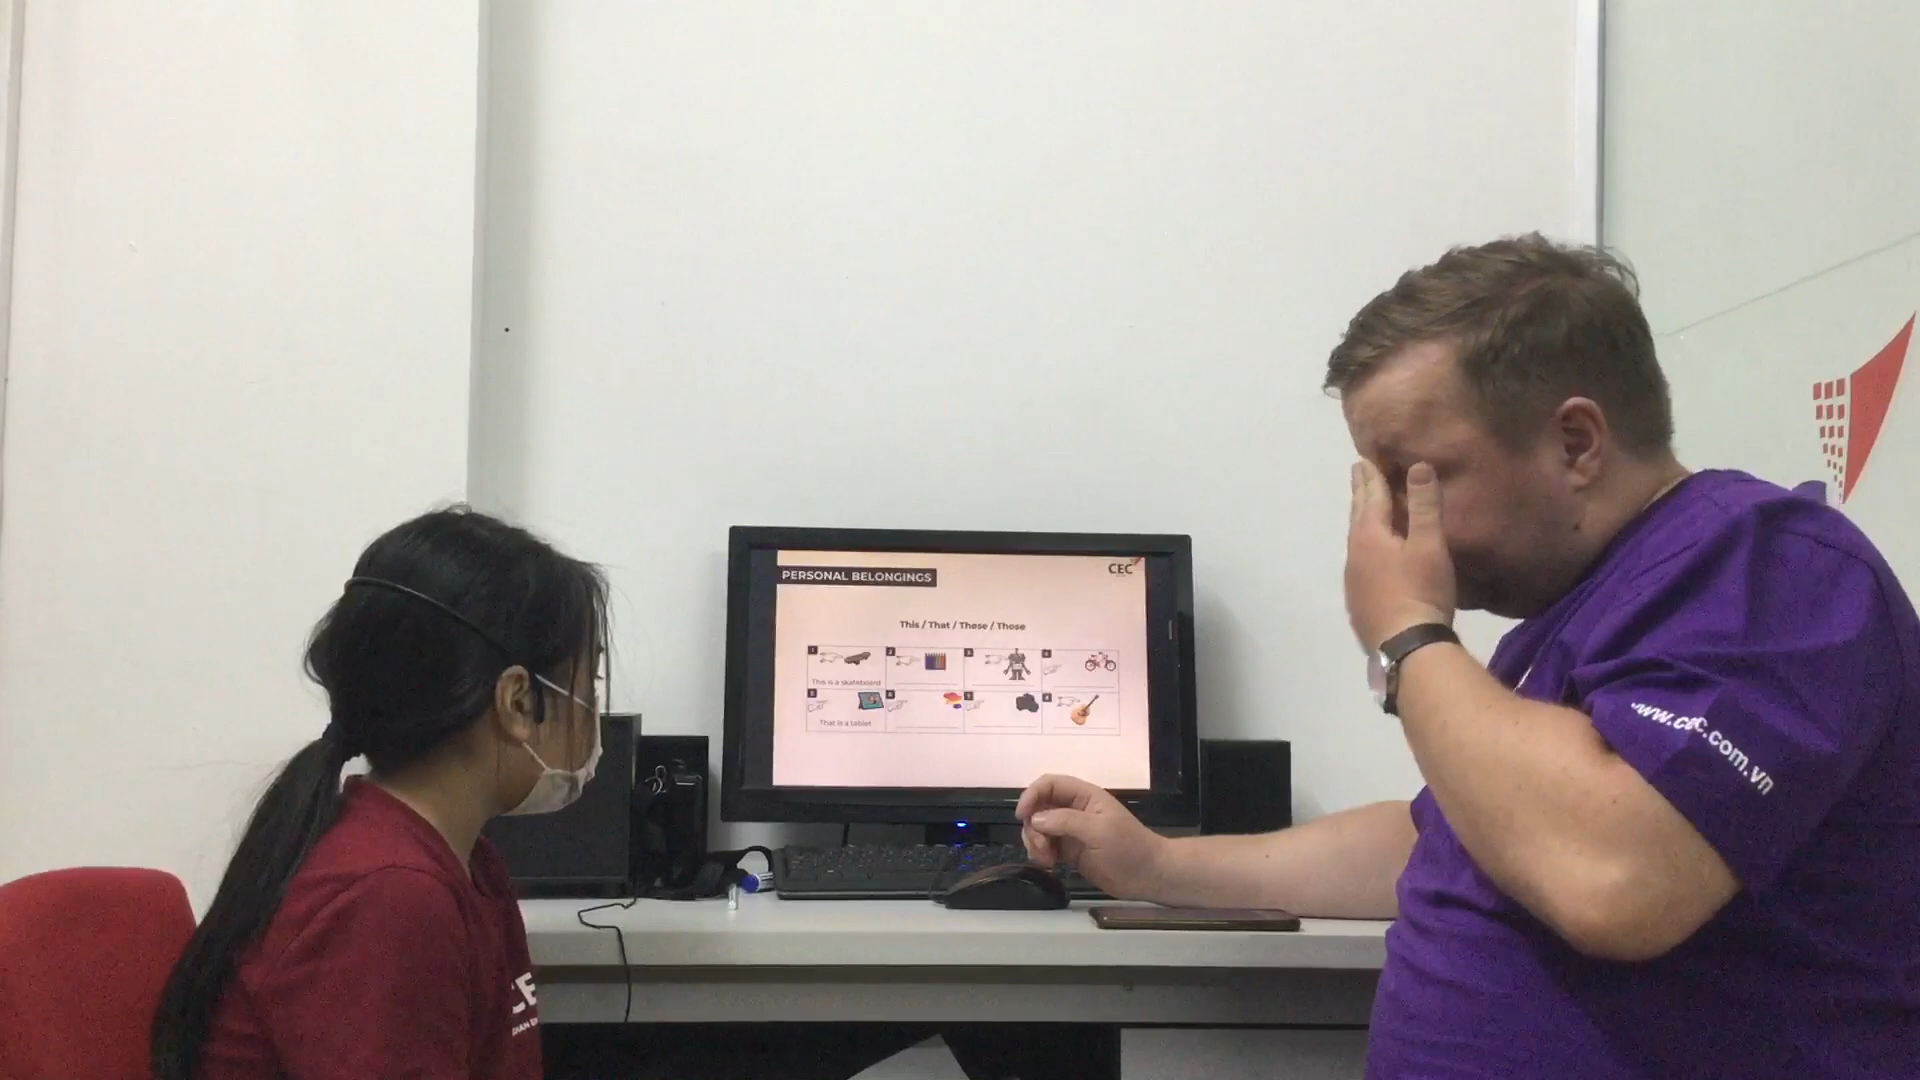 PERSONAL BELONGINGS
CEC
This / That / These / Those
1
2
3
4
This is a skateboard
5
6
7
8
That is a tablet
www.cec.com.vn
CE